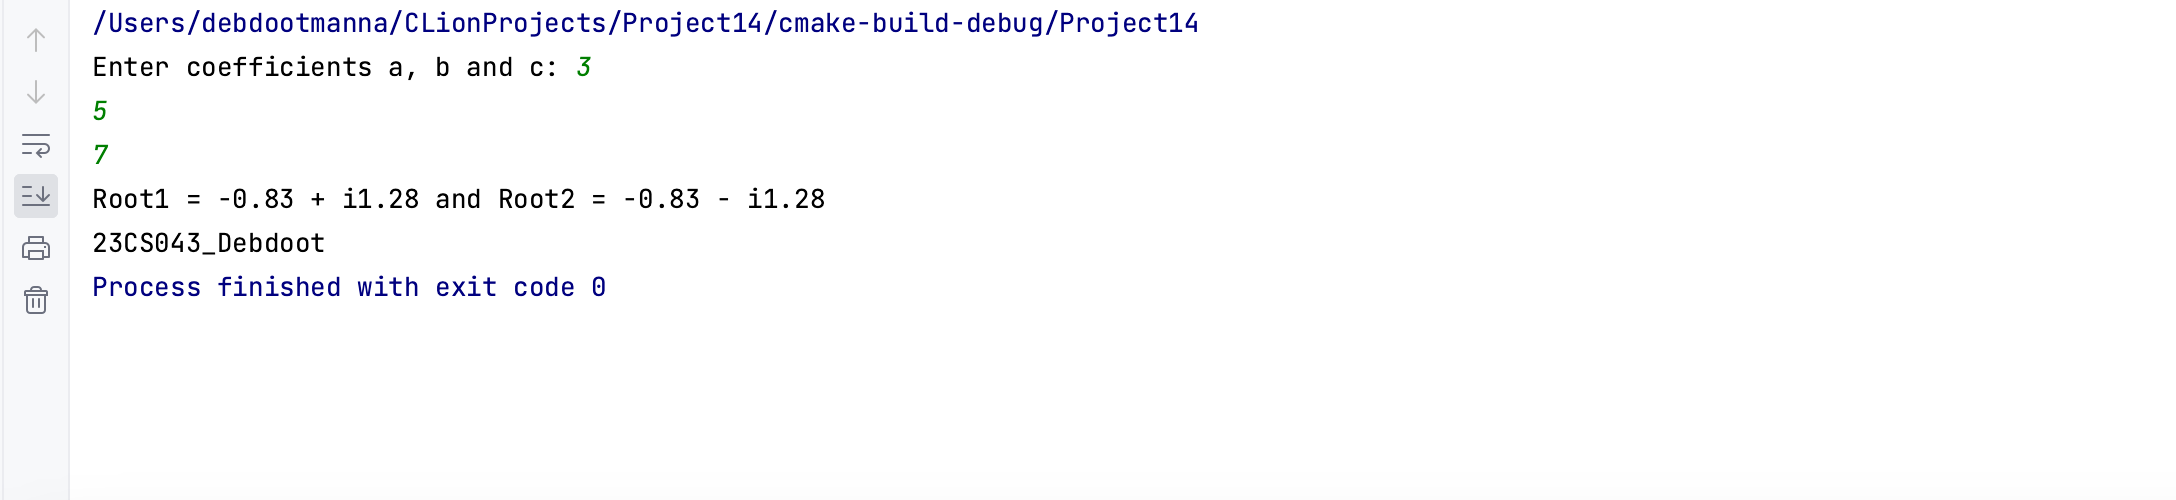 /Users/debdootmanna/CLionProjects/Project14/cmake-build-debug/Project14
Enter coefficients a, b and c: 3
5
7
Root1 = -0.83 + i1.28 and Root2 = -0.83 - i1.28
23CS043_Debdoot
Process finished with exit code 0